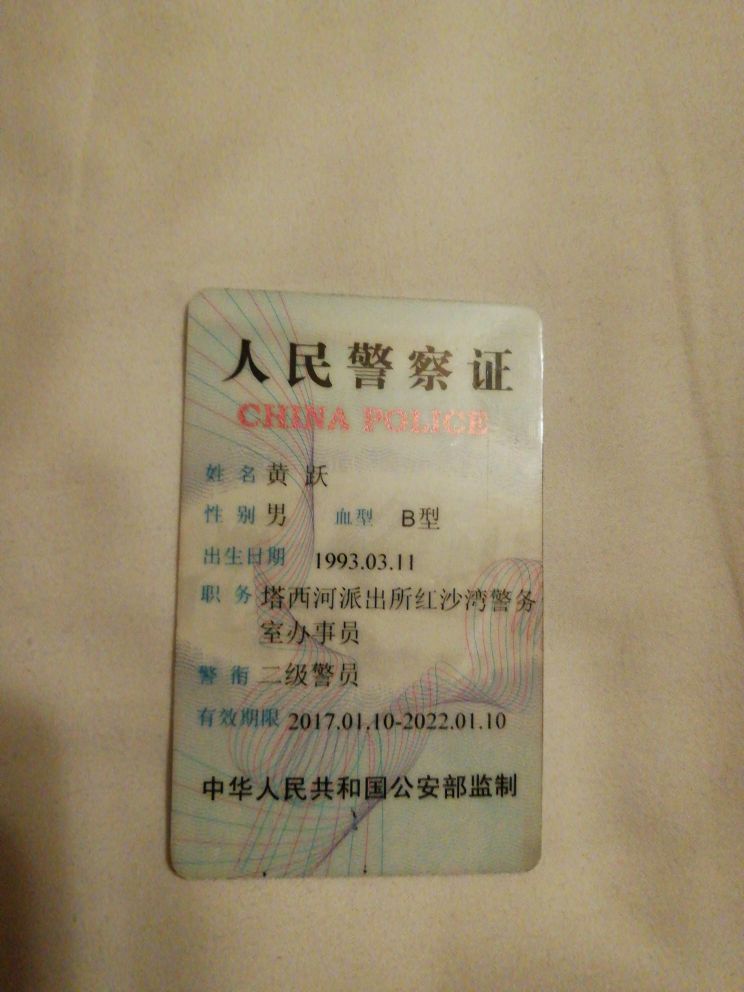 人民警察证
CHINA POLICE
姓 名 黄 跃
性 别 男 血型 B型
出生日期 1993.03.11
职 务 塔西河派出所红沙湾警务
室办事员
警 衔 二级警员
有效期限 2017.01.10-2022.01.10
中华人民共和国公安部监制